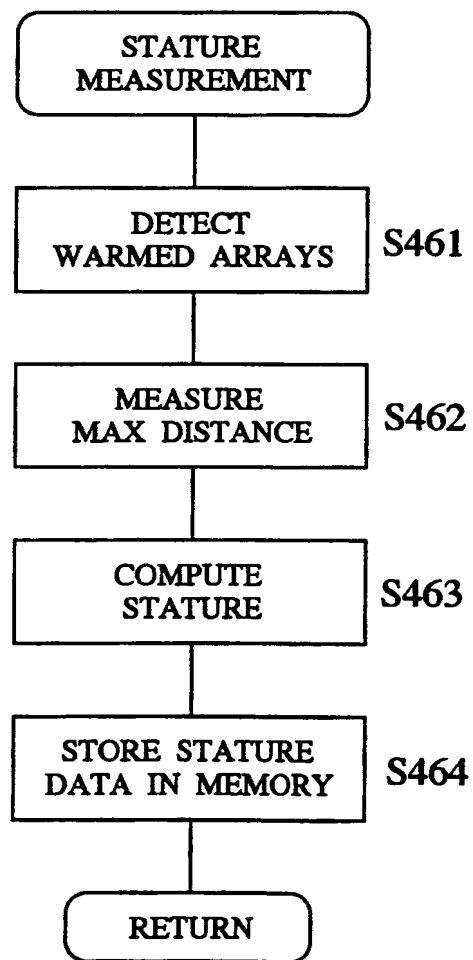 STATURE
MEASUREMENT
DETECT
WARMED ARRAYS
S461
MEASURE
MAX DISTANCE
S462
COMPUTE
STATURE
S463
STORE STATURE
DATA IN MEMORY
S464
RETURN